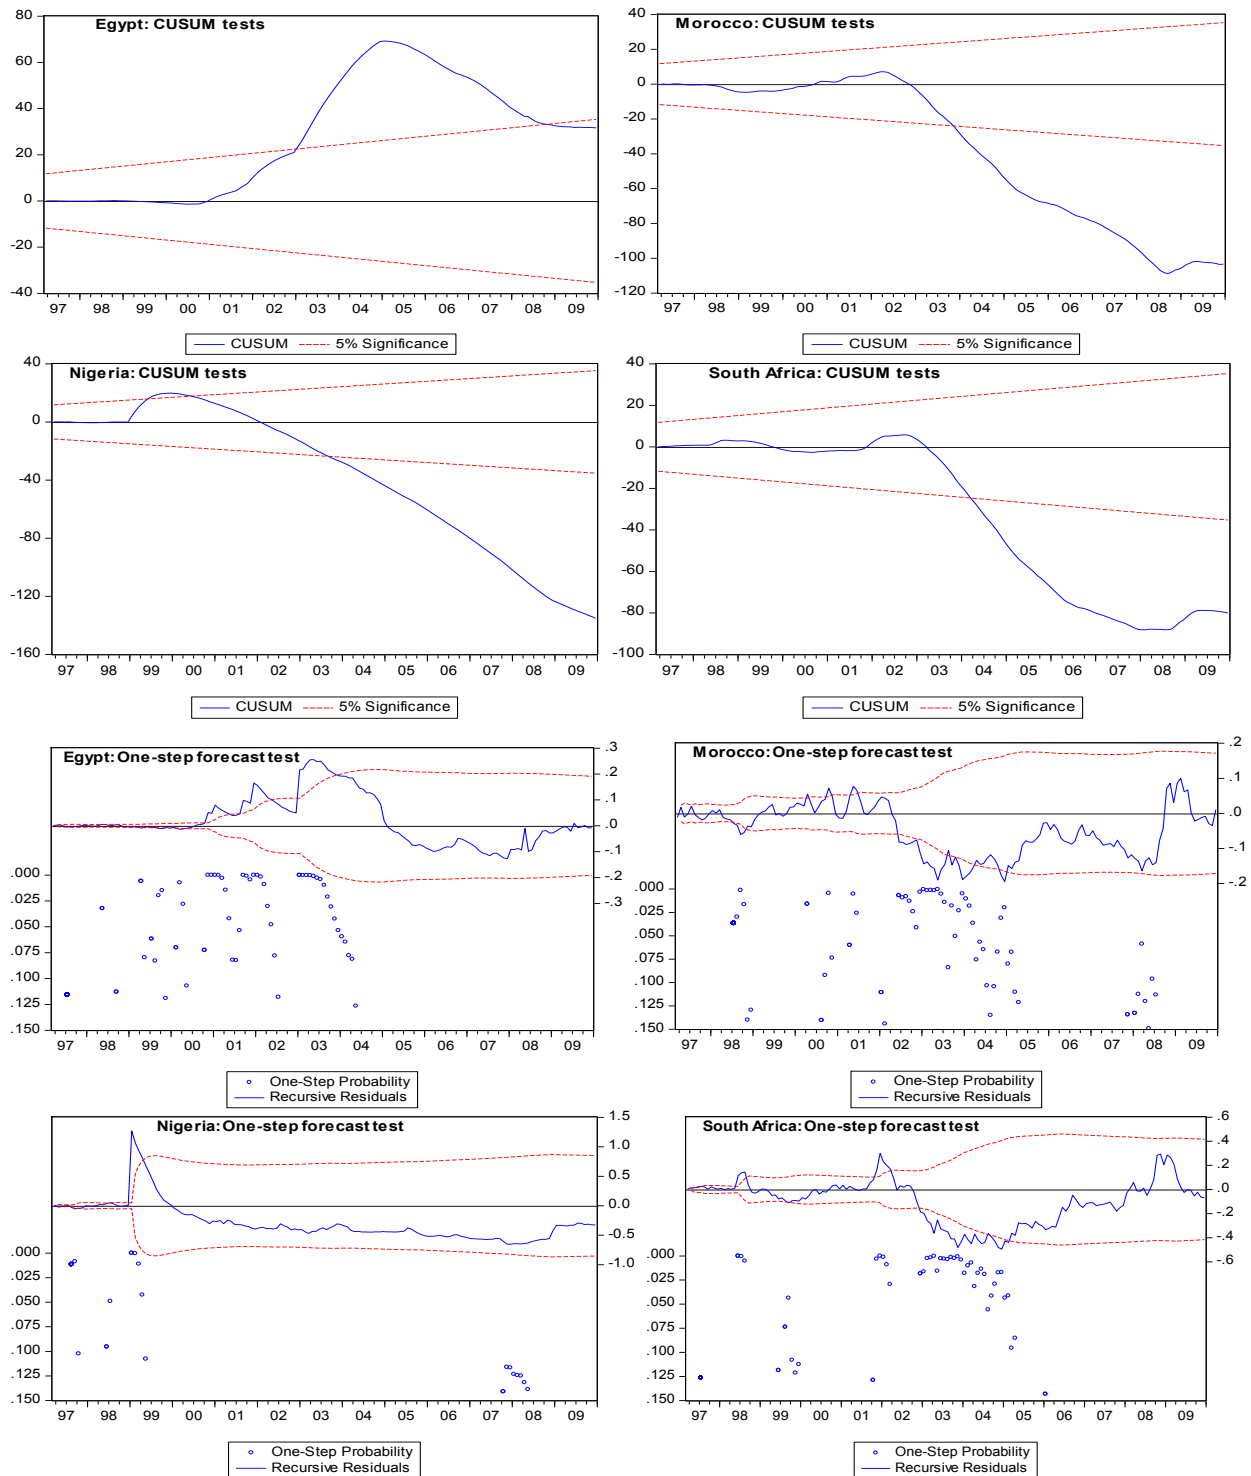 Egypt: CUSUM tests
80
60
40
20
0
-20
-40
97 98 99 00 01 02 03 04 05 06 07 08 09
CUSUM 5% Significance
Morocco: CUSUM tests
40
20
0
-20
-40
-60
-80
-100
-120
97 98 99 00 01 02 03 04 05 06 07 08 09
CUSUM 5% Significance
Nigeria: CUSUM tests
40
0
-40
-80
-120
-160
97 98 99 00 01 02 03 04 05 06 07 08 09
CUSUM 5% Significance
South Africa: CUSUM tests
40
20
0
-20
-40
-60
-80
-100
97 98 99 00 01 02 03 04 05 06 07 08 09
CUSUM 5% Significance
Egypt: One-step forecast test
.3
.2
.1
.0
-.1
-.2
-.3
.000
.025
.050
.075
.100
.125
.150
97 98 99 00 01 02 03 04 05 06 07 08 09
One-Step Probability
Recursive Residuals
Morocco: One-step forecast test
.2
.1
.0
-.1
-.2
.000
.025
.050
.075
.100
.125
.150
97 98 99 00 01 02 03 04 05 06 07 08 09
One-Step Probability
Recursive Residuals
Nigeria: One-step forecast test
1.5
1.0
0.5
0.0
-0.5
-1.0
.000
.025
.050
.075
.100
.125
.150
97 98 99 00 01 02 03 04 05 06 07 08 09
One-Step Probability
Recursive Residuals
South Africa: One-step forecast test
.6
.4
.2
.0
-.2
-.4
-.6
.000
.025
.050
.075
.100
.125
.150
97 98 99 00 01 02 03 04 05 06 07 08 09
One-Step Probability
Recursive Residuals